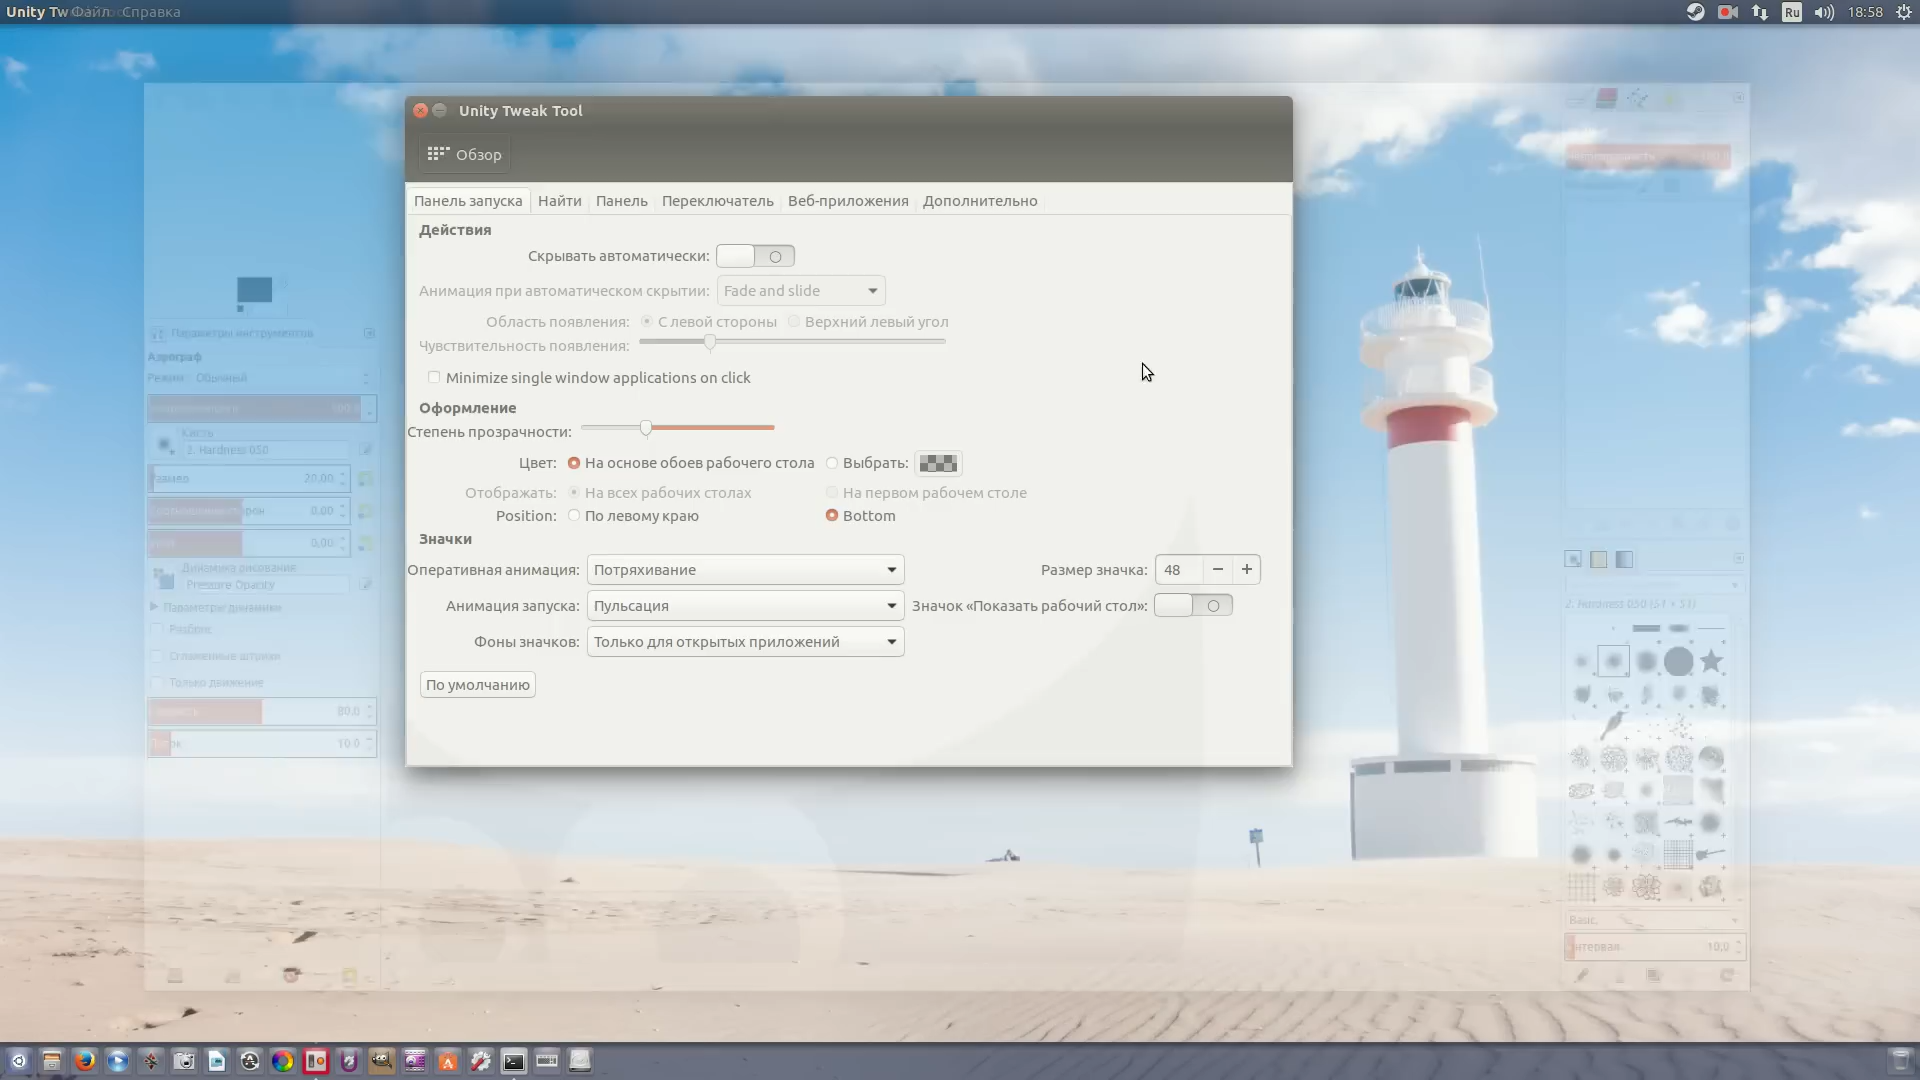 Unity Tw Файл Справка
Ru 18:58
Unity Tweak Tool
Обзор
Панель запуска Найти Панель Переключатель Веб-приложения Дополнительно
Действия
Скрывать автоматически:
Анимация при автоматическом скрытии: Fade and slide
Область появления: С левой стороны Верхний левый угол
Чувствительность появления:
Minimize single window applications on click
Оформление
Степень прозрачности:
Цвет: На основе обоев рабочего стола Выбрать:
Отображать: На всех рабочих столах На первом рабочем столе
Position: По левому краю Bottom
Значки
Оперативная анимация: Потряхивание Размер значка: 48
Анимация запуска: Пульсация Значок «Показать рабочий стол»:
Фоны значков: Только для открытых приложений
По умолчанию
Параметры инструментов
Аэрограф
Режим: Обычный
100.0
Кисть
2. Hardness 050
Размер 20.00
0.00
0.00
Динамика рисования
Pressure Opacity
Параметры динамики
Разброс
Сглаженные штрихи
Только движение
80.0
10.0
2. Hardness 050 (51 × 51)
Basic,
Интервал 10,0